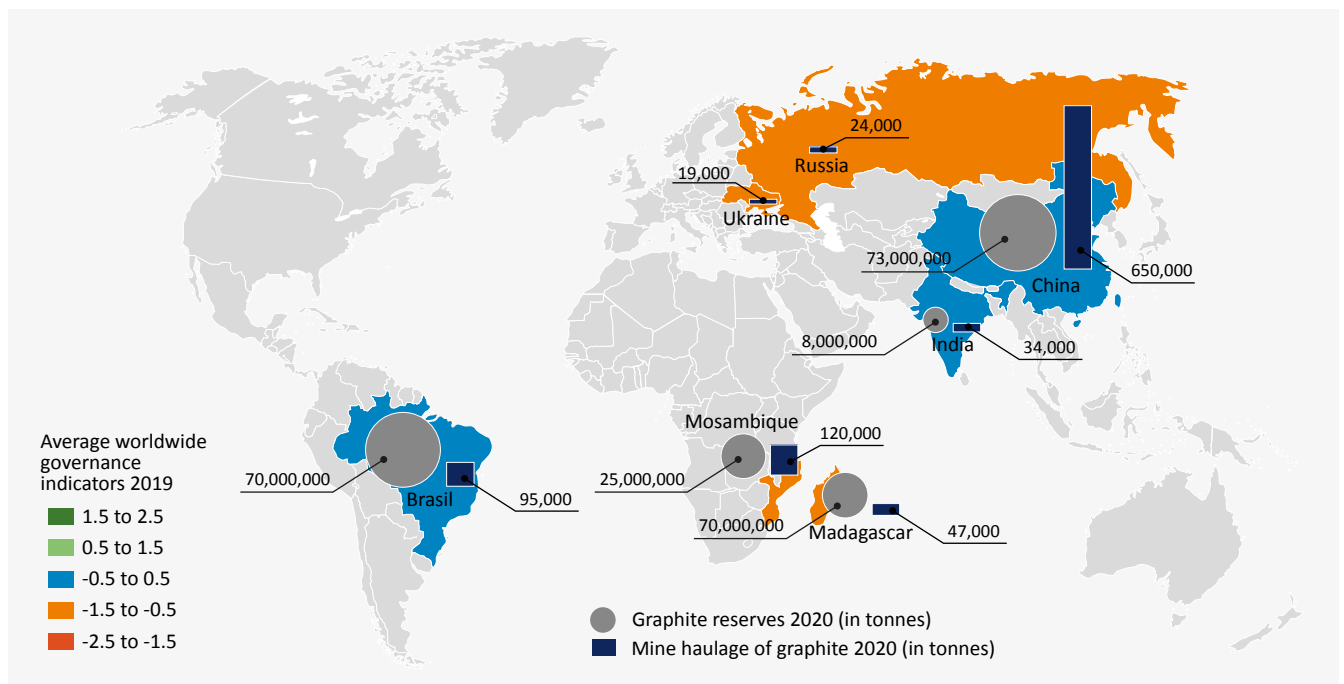 24,000
Russia
19,000
Ukraine
73,000,000
650,000
China
8,000,000
India
34,000
Mosambique
120,000
25,000,000
70,000,000
Madagascar
47,000
70,000,000
Brasil
95,000
Average worldwide
governance
indicators 2019
1.5 to 2.5
0.5 to 1.5
-0.5 to 0.5
-1.5 to -0.5
-2.5 to -1.5
Graphite reserves 2020 (in tonnes)
Mine haulage of graphite 2020 (in tonnes)